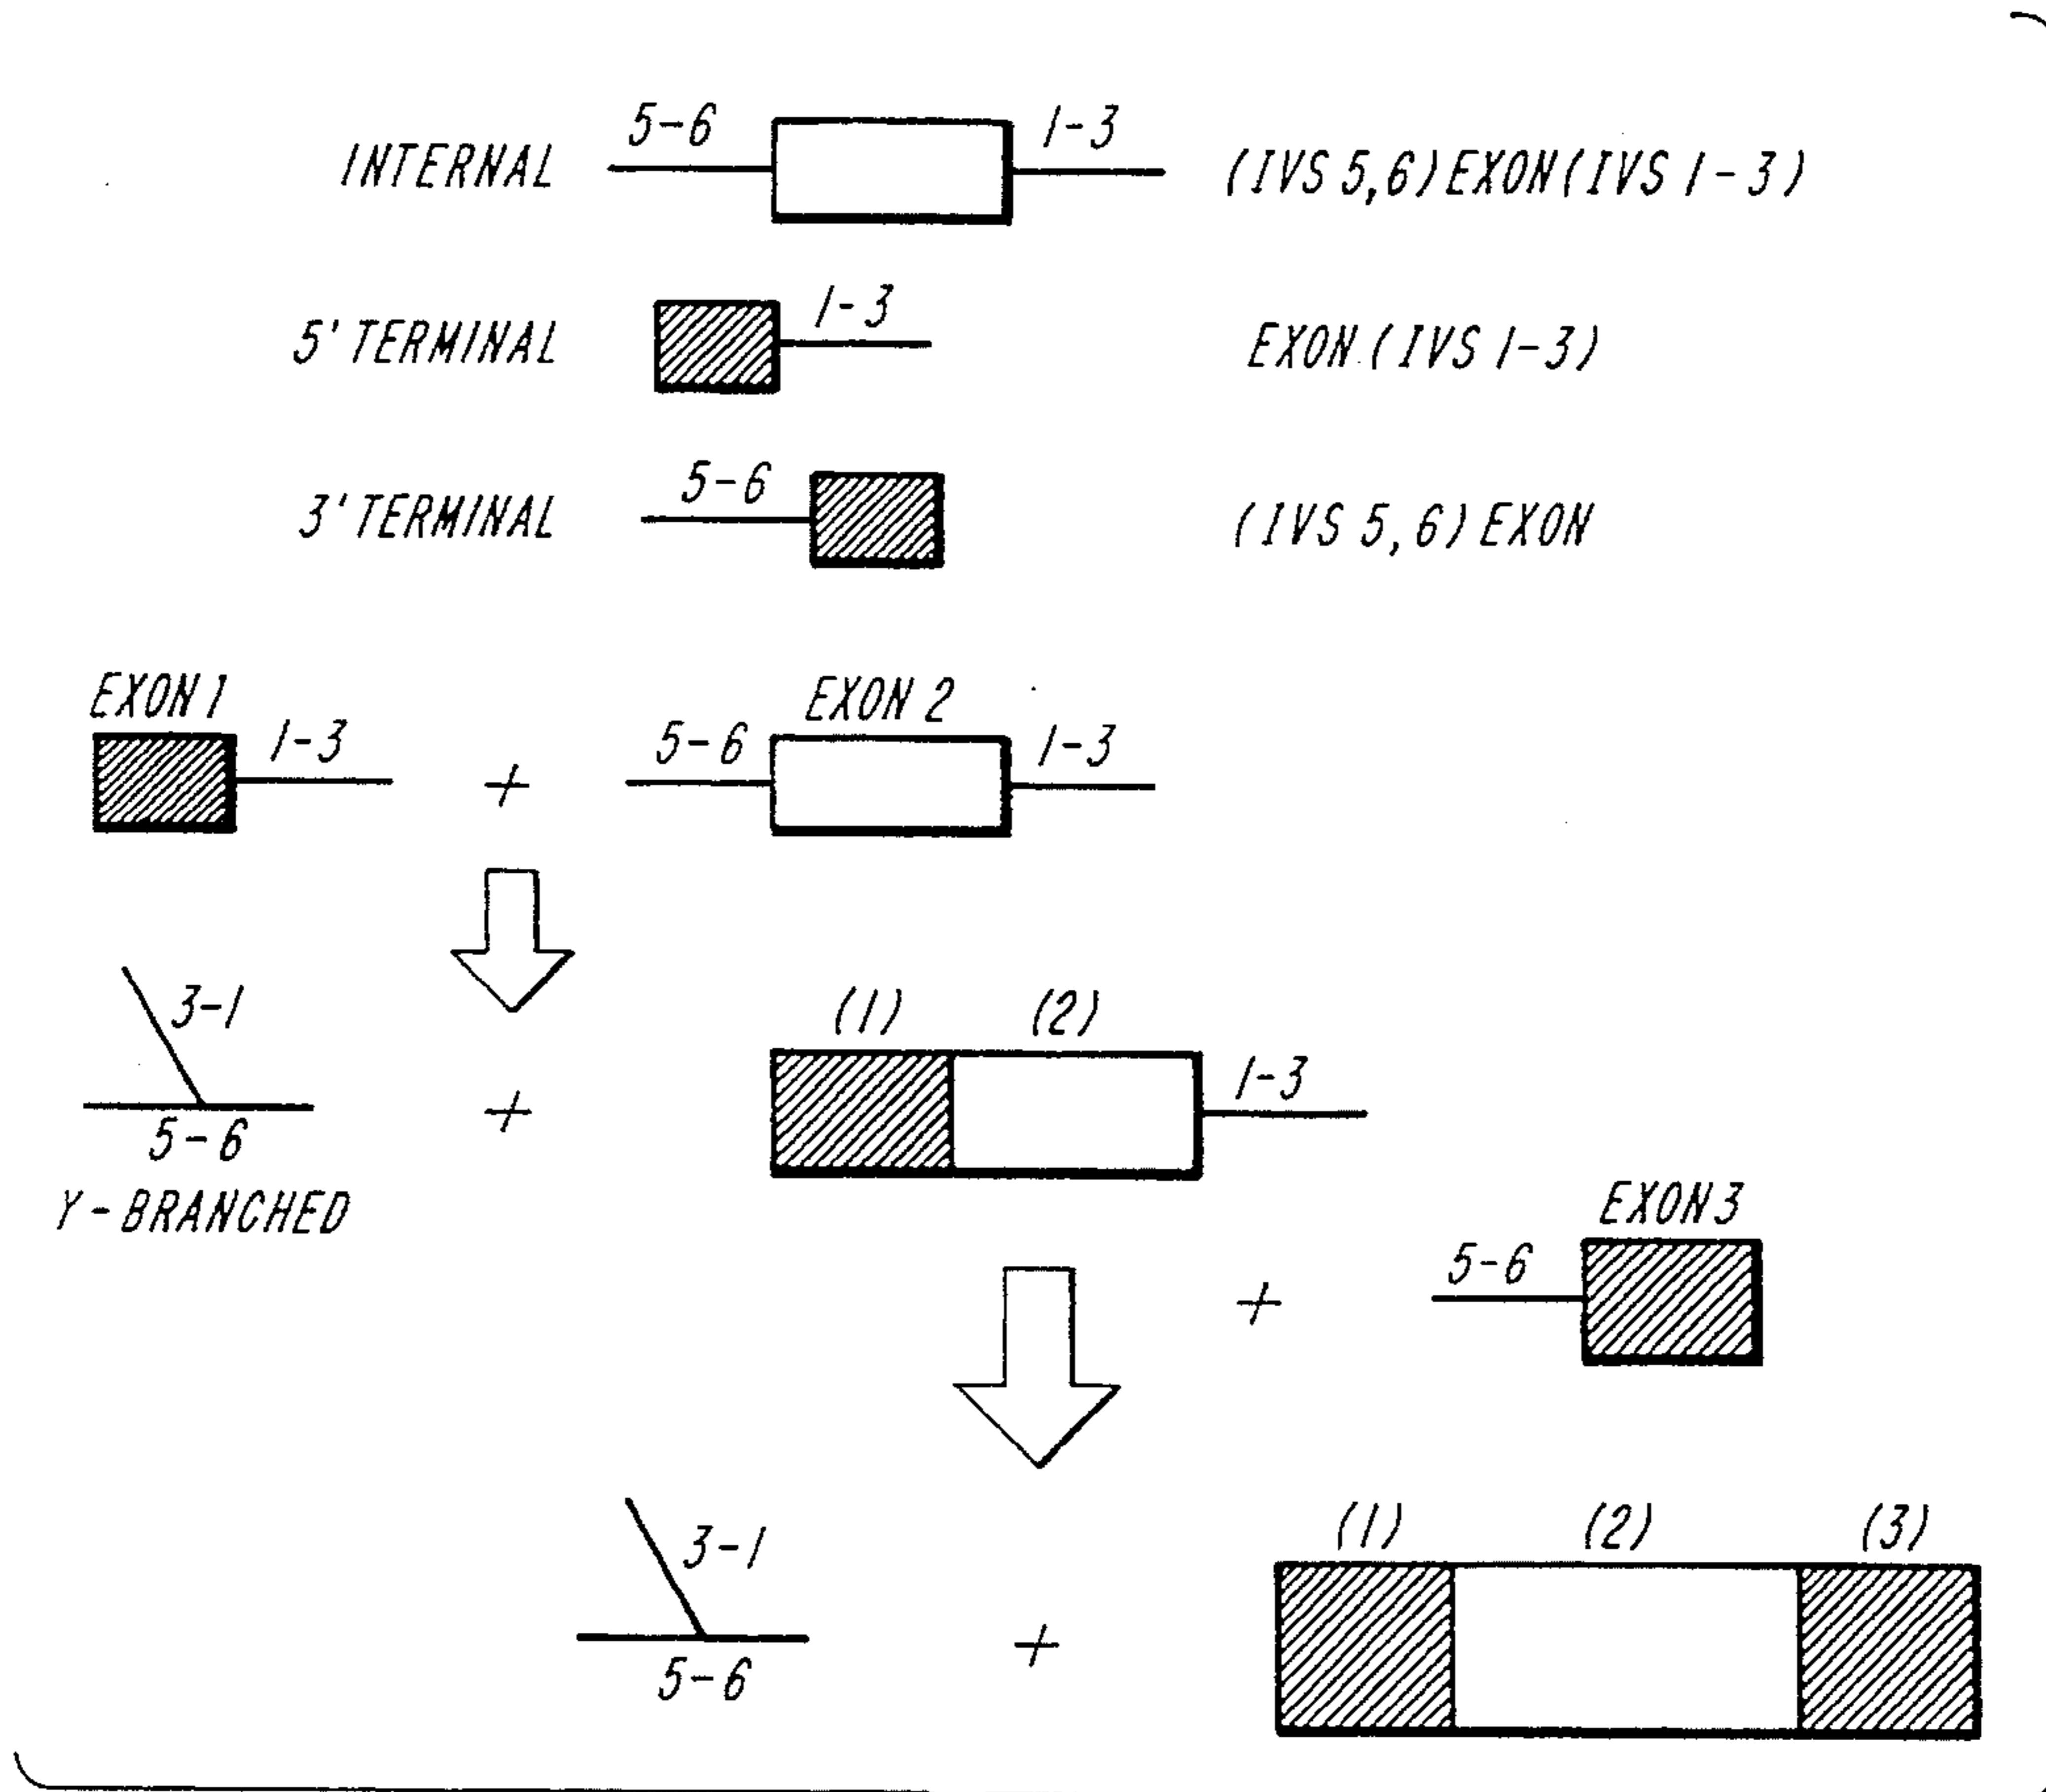 5-6 1-3
INTERNAL (IVS 5,6) EXON (IVS 1-3)
1-3
5' TERMINAL EXON (IVS 1-3)
5-6
3' TERMINAL (IVS 5,6) EXON
EXON 1 EXON 2
1-3 + 5-6 1-3
3-1 (1) (2)
+ 1-3
5-6
Y-BRANCHED EXON 3
+ 5-6
3-1 (1) (2) (3)
+
5-6